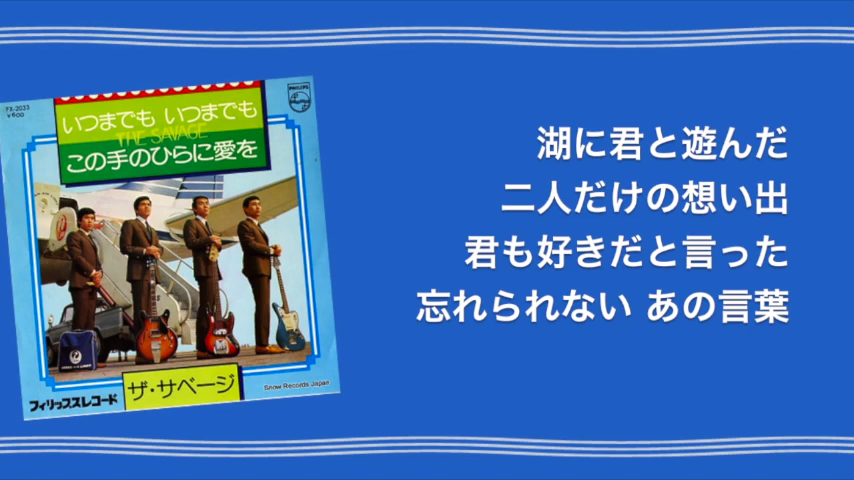 FX-2033
¥400
PHILIPS
いつまでも いつまでも
THE SAVAGE
この手のひらに愛を
ザ・サベージ
フィリップスレコード
Snow Records Japan
湖に君と遊んだ
二人だけの想い出
君も好きだと言った
忘れられない あの言葉